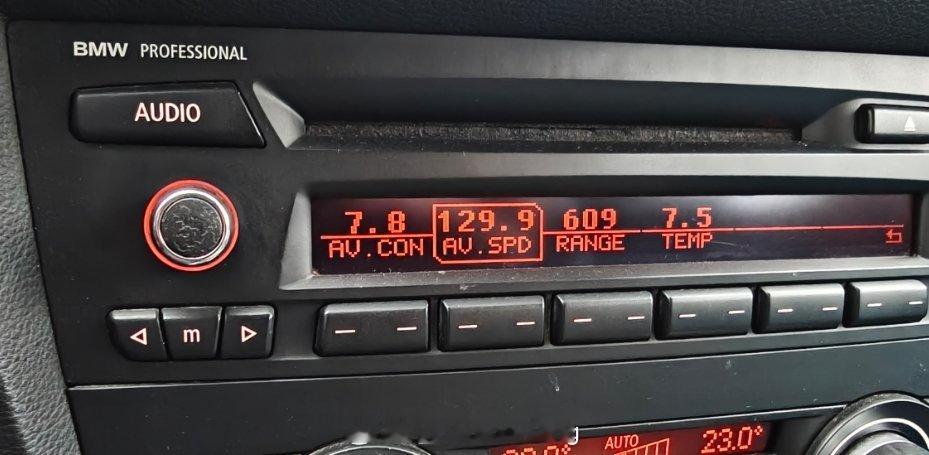 BMW PROFESSIONAL
AUDIO
7.8 129.9 609 7.5
AV.CON AV.SPD RANGE TEMP
m
AUTO
23.0°